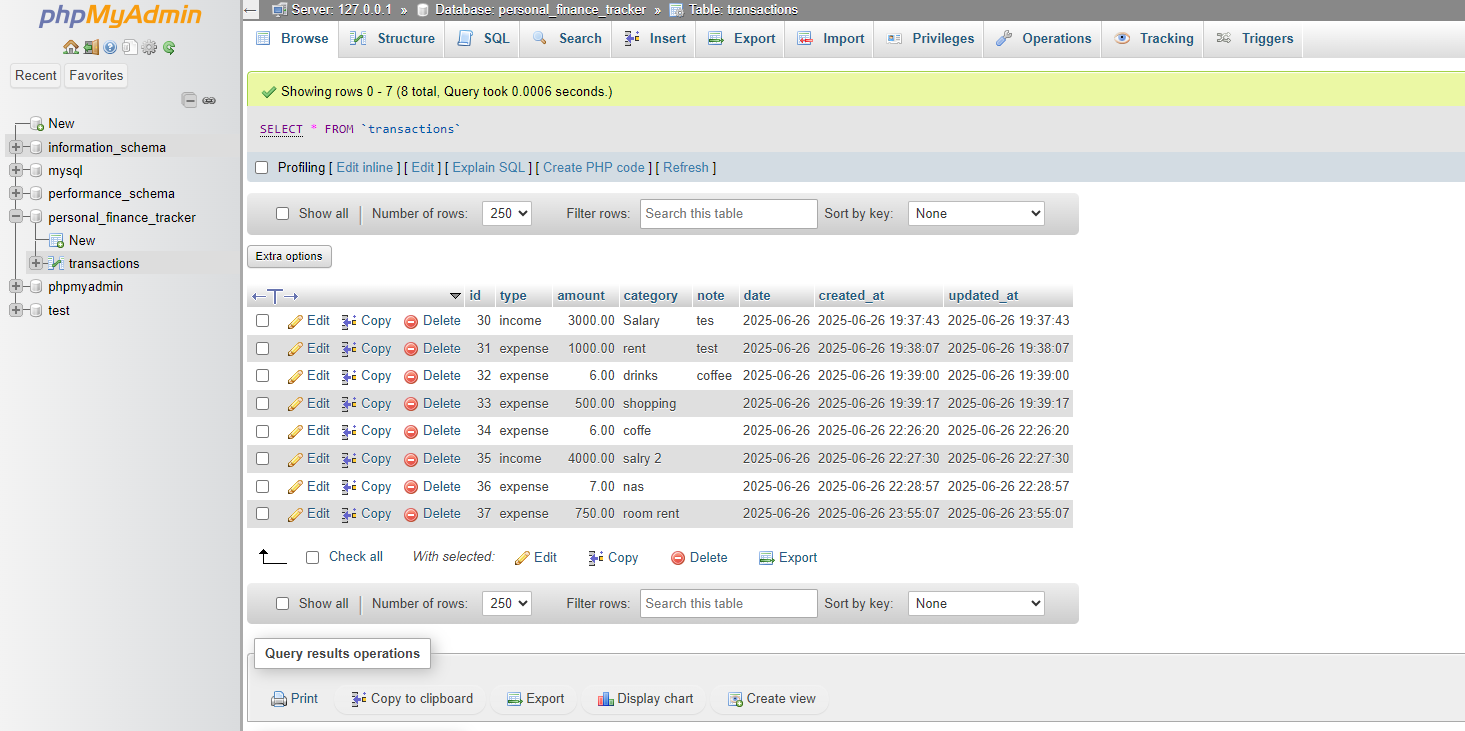 phpMyAdmin
Recent Favorites
New
information_schema
mysql
performance_schema
personal_finance_tracker
New
transactions
phpmyadmin
test
Server: 127.0.0.1 » Database: personal_finance_tracker » Table: transactions
Browse Structure SQL Search Insert Export Import Privileges Operations Tracking Triggers
Showing rows 0 - 7 (8 total, Query took 0.0006 seconds.)
SELECT * FROM `transactions`
Profiling [ Edit inline ] [ Edit ] [ Explain SQL ] [ Create PHP code ] [ Refresh ]
Show all | Number of rows: 250 Filter rows: Search this table Sort by key: None
Extra options
←T→ id type amount category note date created_at updated_at
Edit Copy Delete 30 income 3000.00 Salary tes 2025-06-26 2025-06-26 19:37:43 2025-06-26 19:37:43
Edit Copy Delete 31 expense 1000.00 rent test 2025-06-26 2025-06-26 19:38:07 2025-06-26 19:38:07
Edit Copy Delete 32 expense 6.00 drinks coffee 2025-06-26 2025-06-26 19:39:00 2025-06-26 19:39:00
Edit Copy Delete 33 expense 500.00 shopping 2025-06-26 2025-06-26 19:39:17 2025-06-26 19:39:17
Edit Copy Delete 34 expense 6.00 coffe 2025-06-26 2025-06-26 22:26:20 2025-06-26 22:26:20
Edit Copy Delete 35 income 4000.00 salry 2 2025-06-26 2025-06-26 22:27:30 2025-06-26 22:27:30
Edit Copy Delete 36 expense 7.00 nas 2025-06-26 2025-06-26 22:28:57 2025-06-26 22:28:57
Edit Copy Delete 37 expense 750.00 room rent 2025-06-26 2025-06-26 23:55:07 2025-06-26 23:55:07
Check all With selected: Edit Copy Delete Export
Show all | Number of rows: 250 Filter rows: Search this table Sort by key: None
Query results operations
Print Copy to clipboard Export Display chart Create view